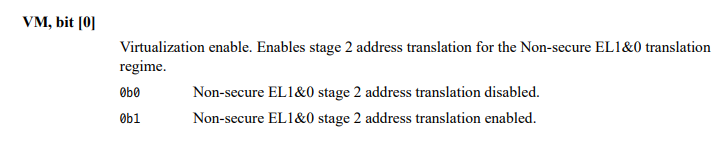 VM, bit [0]
Virtualization enable. Enables stage 2 address translation for the Non-secure EL1&0 translation
regime.
0b0 Non-secure EL1&0 stage 2 address translation disabled.
0b1 Non-secure EL1&0 stage 2 address translation enabled.